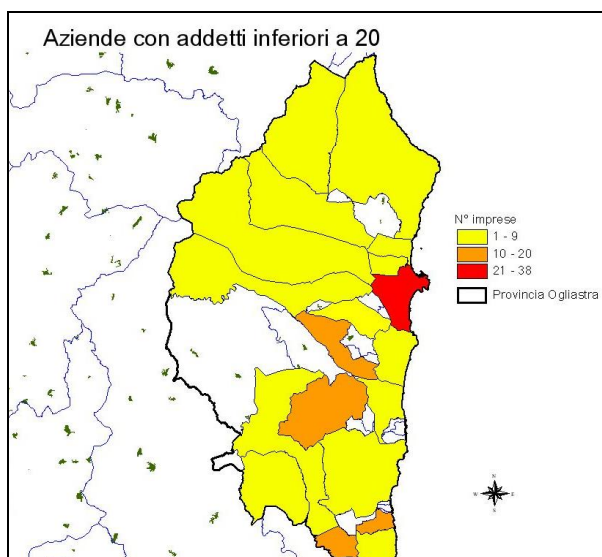 Aziende con addetti inferiori a 20
N° imprese
1 - 9
10 - 20
21 - 38
Provincia Ogliastra
N
W E
S